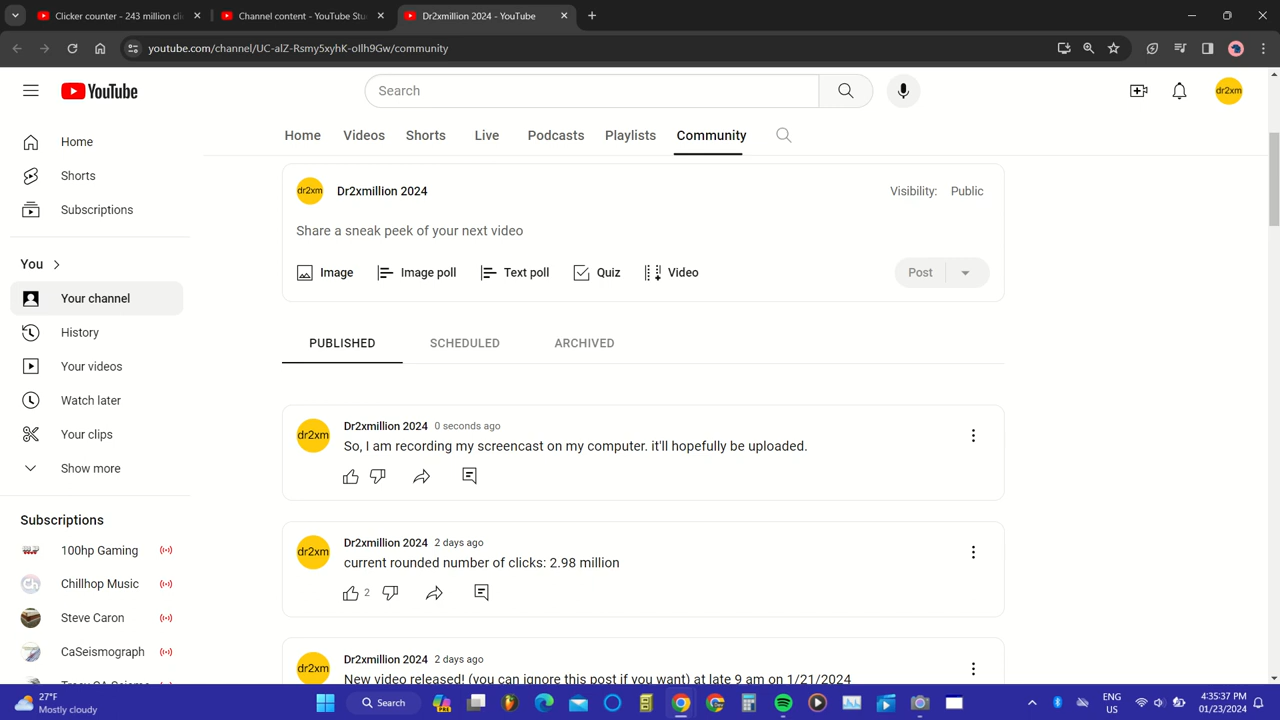 Clicker counter - 243 million cli
Channel content - YouTube Stu
Dr2xmillion 2024 - YouTube
youtube.com/channel/UC-alZ-Rsmy5xyhK-oIlh9Gw/community
YouTube
Search
dr2xm
Home
Videos
Shorts
Live
Podcasts
Playlists
Community
Home
Shorts
Subscriptions
You
Your channel
History
Your videos
Watch later
Your clips
Show more
Subscriptions
100hp Gaming
Chillhop Music
Steve Caron
CaSeismograph
dr2xm
Dr2xmillion 2024
Visibility: Public
Share a sneak peek of your next video
Image
Image poll
Text poll
Quiz
Video
Post
PUBLISHED
SCHEDULED
ARCHIVED
dr2xm
Dr2xmillion 2024 0 seconds ago
So, I am recording my screencast on my computer. it'll hopefully be uploaded.
dr2xm
Dr2xmillion 2024 2 days ago
current rounded number of clicks: 2.98 million
2
dr2xm
Dr2xmillion 2024 2 days ago
New video released! (you can ignore this post if you want) at late 9 am on 1/21/2024
27°F
Mostly cloudy
Search
PRE
ENG
US
4:35:37 PM
01/23/2024